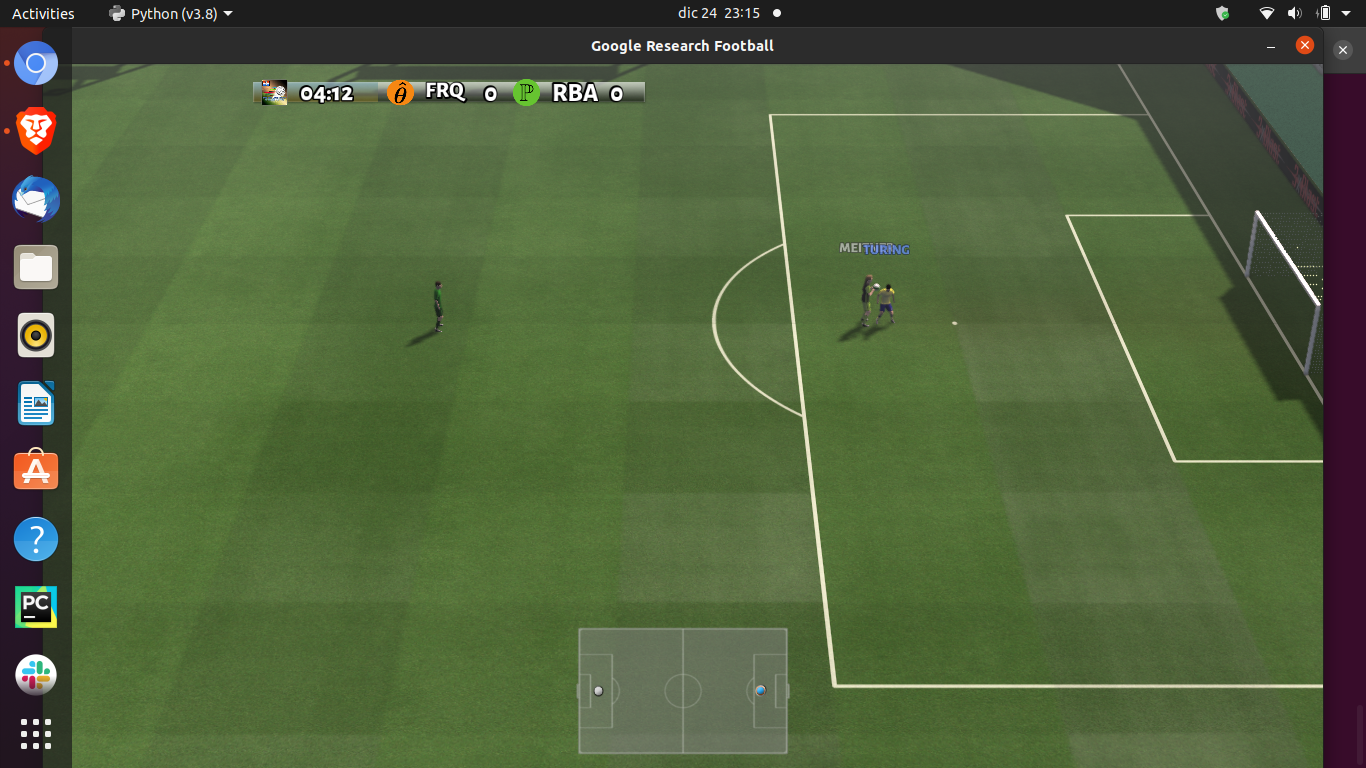 Activities Python (v3.8) dic 24 23:15
Google Research Football
04:12 θ̂ FRQ 0 ℙ RBA 0
TURING
PC